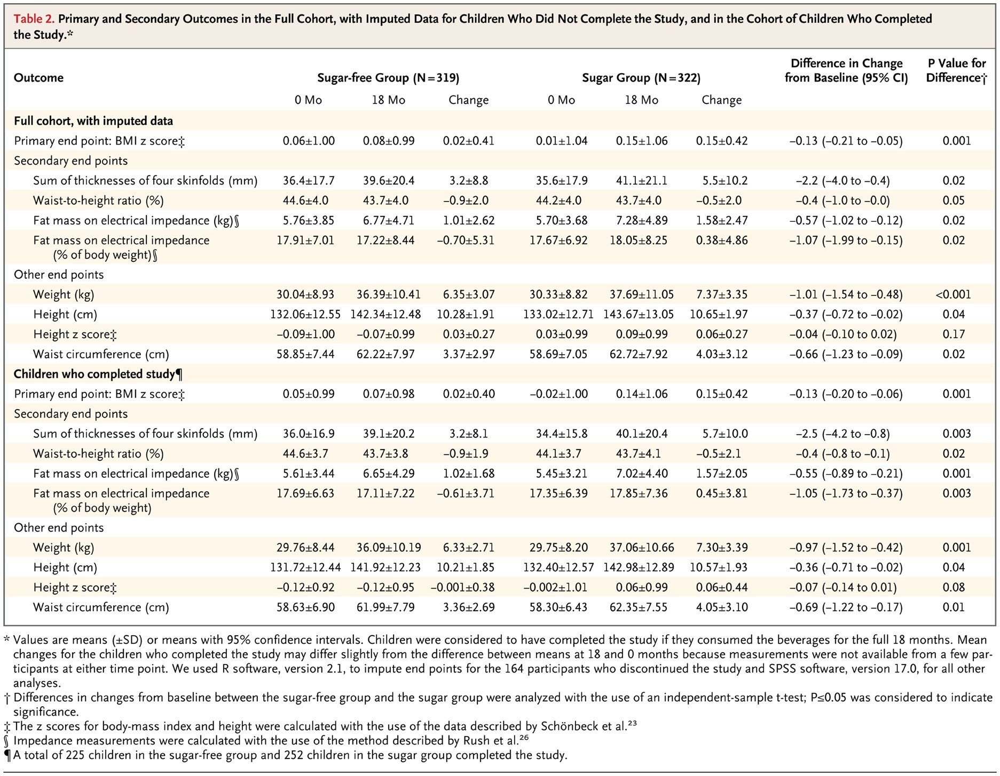 Table 2. Primary and Secondary Outcomes in the Full Cohort, with Imputed Data for Children Who Did Not Complete the Study, and in the Cohort of Children Who Completed
the Study.*
Outcome Sugar-free Group (N=319) Sugar Group (N=322) Difference in Change from Baseline (95% CI) P Value for Difference†
0 Mo 18 Mo Change 0 Mo 18 Mo Change
Full cohort, with imputed data
Primary end point: BMI z score‡ 0.06±1.00 0.08±0.99 0.02±0.41 0.01±1.04 0.15±1.06 0.15±0.42 –0.13 (–0.21 to –0.05) 0.001
Secondary end points
Sum of thicknesses of four skinfolds (mm) 36.4±17.7 39.6±20.4 3.2±8.8 35.6±17.9 41.1±21.1 5.5±10.2 –2.2 (–4.0 to –0.4) 0.02
Waist-to-height ratio (%) 44.6±4.0 43.7±4.0 –0.9±2.0 44.2±4.0 43.7±4.0 –0.5±2.0 –0.4 (–1.0 to –0.0) 0.05
Fat mass on electrical impedance (kg)§ 5.76±3.85 6.77±4.71 1.01±2.62 5.70±3.68 7.28±4.89 1.58±2.47 –0.57 (–1.02 to –0.12) 0.02
Fat mass on electrical impedance 17.91±7.01 17.22±8.44 –0.70±5.31 17.67±6.92 18.05±8.25 0.38±4.86 –1.07 (–1.99 to –0.15) 0.02
(% of body weight)§
Other end points
Weight (kg) 30.04±8.93 36.39±10.41 6.35±3.07 30.33±8.82 37.69±11.05 7.37±3.35 –1.01 (–1.54 to –0.48) <0.001
Height (cm) 132.06±12.55 142.34±12.48 10.28±1.91 133.02±12.71 143.67±13.05 10.65±1.97 –0.37 (–0.72 to –0.02) 0.04
Height z score‡ –0.09±1.00 –0.07±0.99 0.03±0.27 0.03±0.99 0.09±0.99 0.06±0.27 –0.04 (–0.10 to 0.02) 0.17
Waist circumference (cm) 58.85±7.44 62.22±7.97 3.37±2.97 58.69±7.05 62.72±7.92 4.03±3.12 –0.66 (–1.23 to –0.09) 0.02
Children who completed study¶
Primary end point: BMI z score‡ 0.05±0.99 0.07±0.98 0.02±0.40 –0.02±1.00 0.14±1.06 0.15±0.42 –0.13 (–0.20 to –0.06) 0.001
Secondary end points
Sum of thicknesses of four skinfolds (mm) 36.0±16.9 39.1±20.2 3.2±8.1 34.4±15.8 40.1±20.4 5.7±10.0 –2.5 (–4.2 to –0.8) 0.003
Waist-to-height ratio (%) 44.6±3.7 43.7±3.8 –0.9±1.9 44.1±3.7 43.7±4.1 –0.5±2.1 –0.4 (–0.8 to –0.1) 0.02
Fat mass on electrical impedance (kg)§ 5.61±3.44 6.65±4.29 1.02±1.68 5.45±3.21 7.02±4.40 1.57±2.05 –0.55 (–0.89 to –0.21) 0.001
Fat mass on electrical impedance 17.69±6.63 17.11±7.22 –0.61±3.71 17.35±6.39 17.85±7.36 0.45±3.81 –1.05 (–1.73 to –0.37) 0.003
(% of body weight)
Other end points
Weight (kg) 29.76±8.44 36.09±10.19 6.33±2.71 29.75±8.20 37.06±10.66 7.30±3.39 –0.97 (–1.52 to –0.42) 0.001
Height (cm) 131.72±12.44 141.92±12.23 10.21±1.85 132.40±12.57 142.98±12.89 10.57±1.93 –0.36 (–0.71 to –0.02) 0.04
Height z score‡ –0.12±0.92 –0.12±0.95 –0.001±0.38 –0.002±1.01 0.06±0.99 0.06±0.44 –0.07 (–0.14 to 0.01) 0.08
Waist circumference (cm) 58.63±6.90 61.99±7.79 3.36±2.69 58.30±6.43 62.35±7.55 4.05±3.10 –0.69 (–1.22 to –0.17) 0.01
* Values are means (±SD) or means with 95% confidence intervals. Children were considered to have completed the study if they consumed the beverages for the full 18 months. Mean
changes for the children who completed the study may differ slightly from the difference between means at 18 and 0 months because measurements were not available from a few par-
ticipants at either time point. We used R software, version 2.1, to impute end points for the 164 participants who discontinued the study and SPSS software, version 17.0, for all other
analyses.
† Differences in changes from baseline between the sugar-free group and the sugar group were analyzed with the use of an independent-sample t-test; P≤0.05 was considered to indicate
significance.
‡ The z scores for body-mass index and height were calculated with the use of the data described by Schönbeck et al.²³
§ Impedance measurements were calculated with the use of the method described by Rush et al.²⁶
¶ A total of 225 children in the sugar-free group and 252 children in the sugar group completed the study.